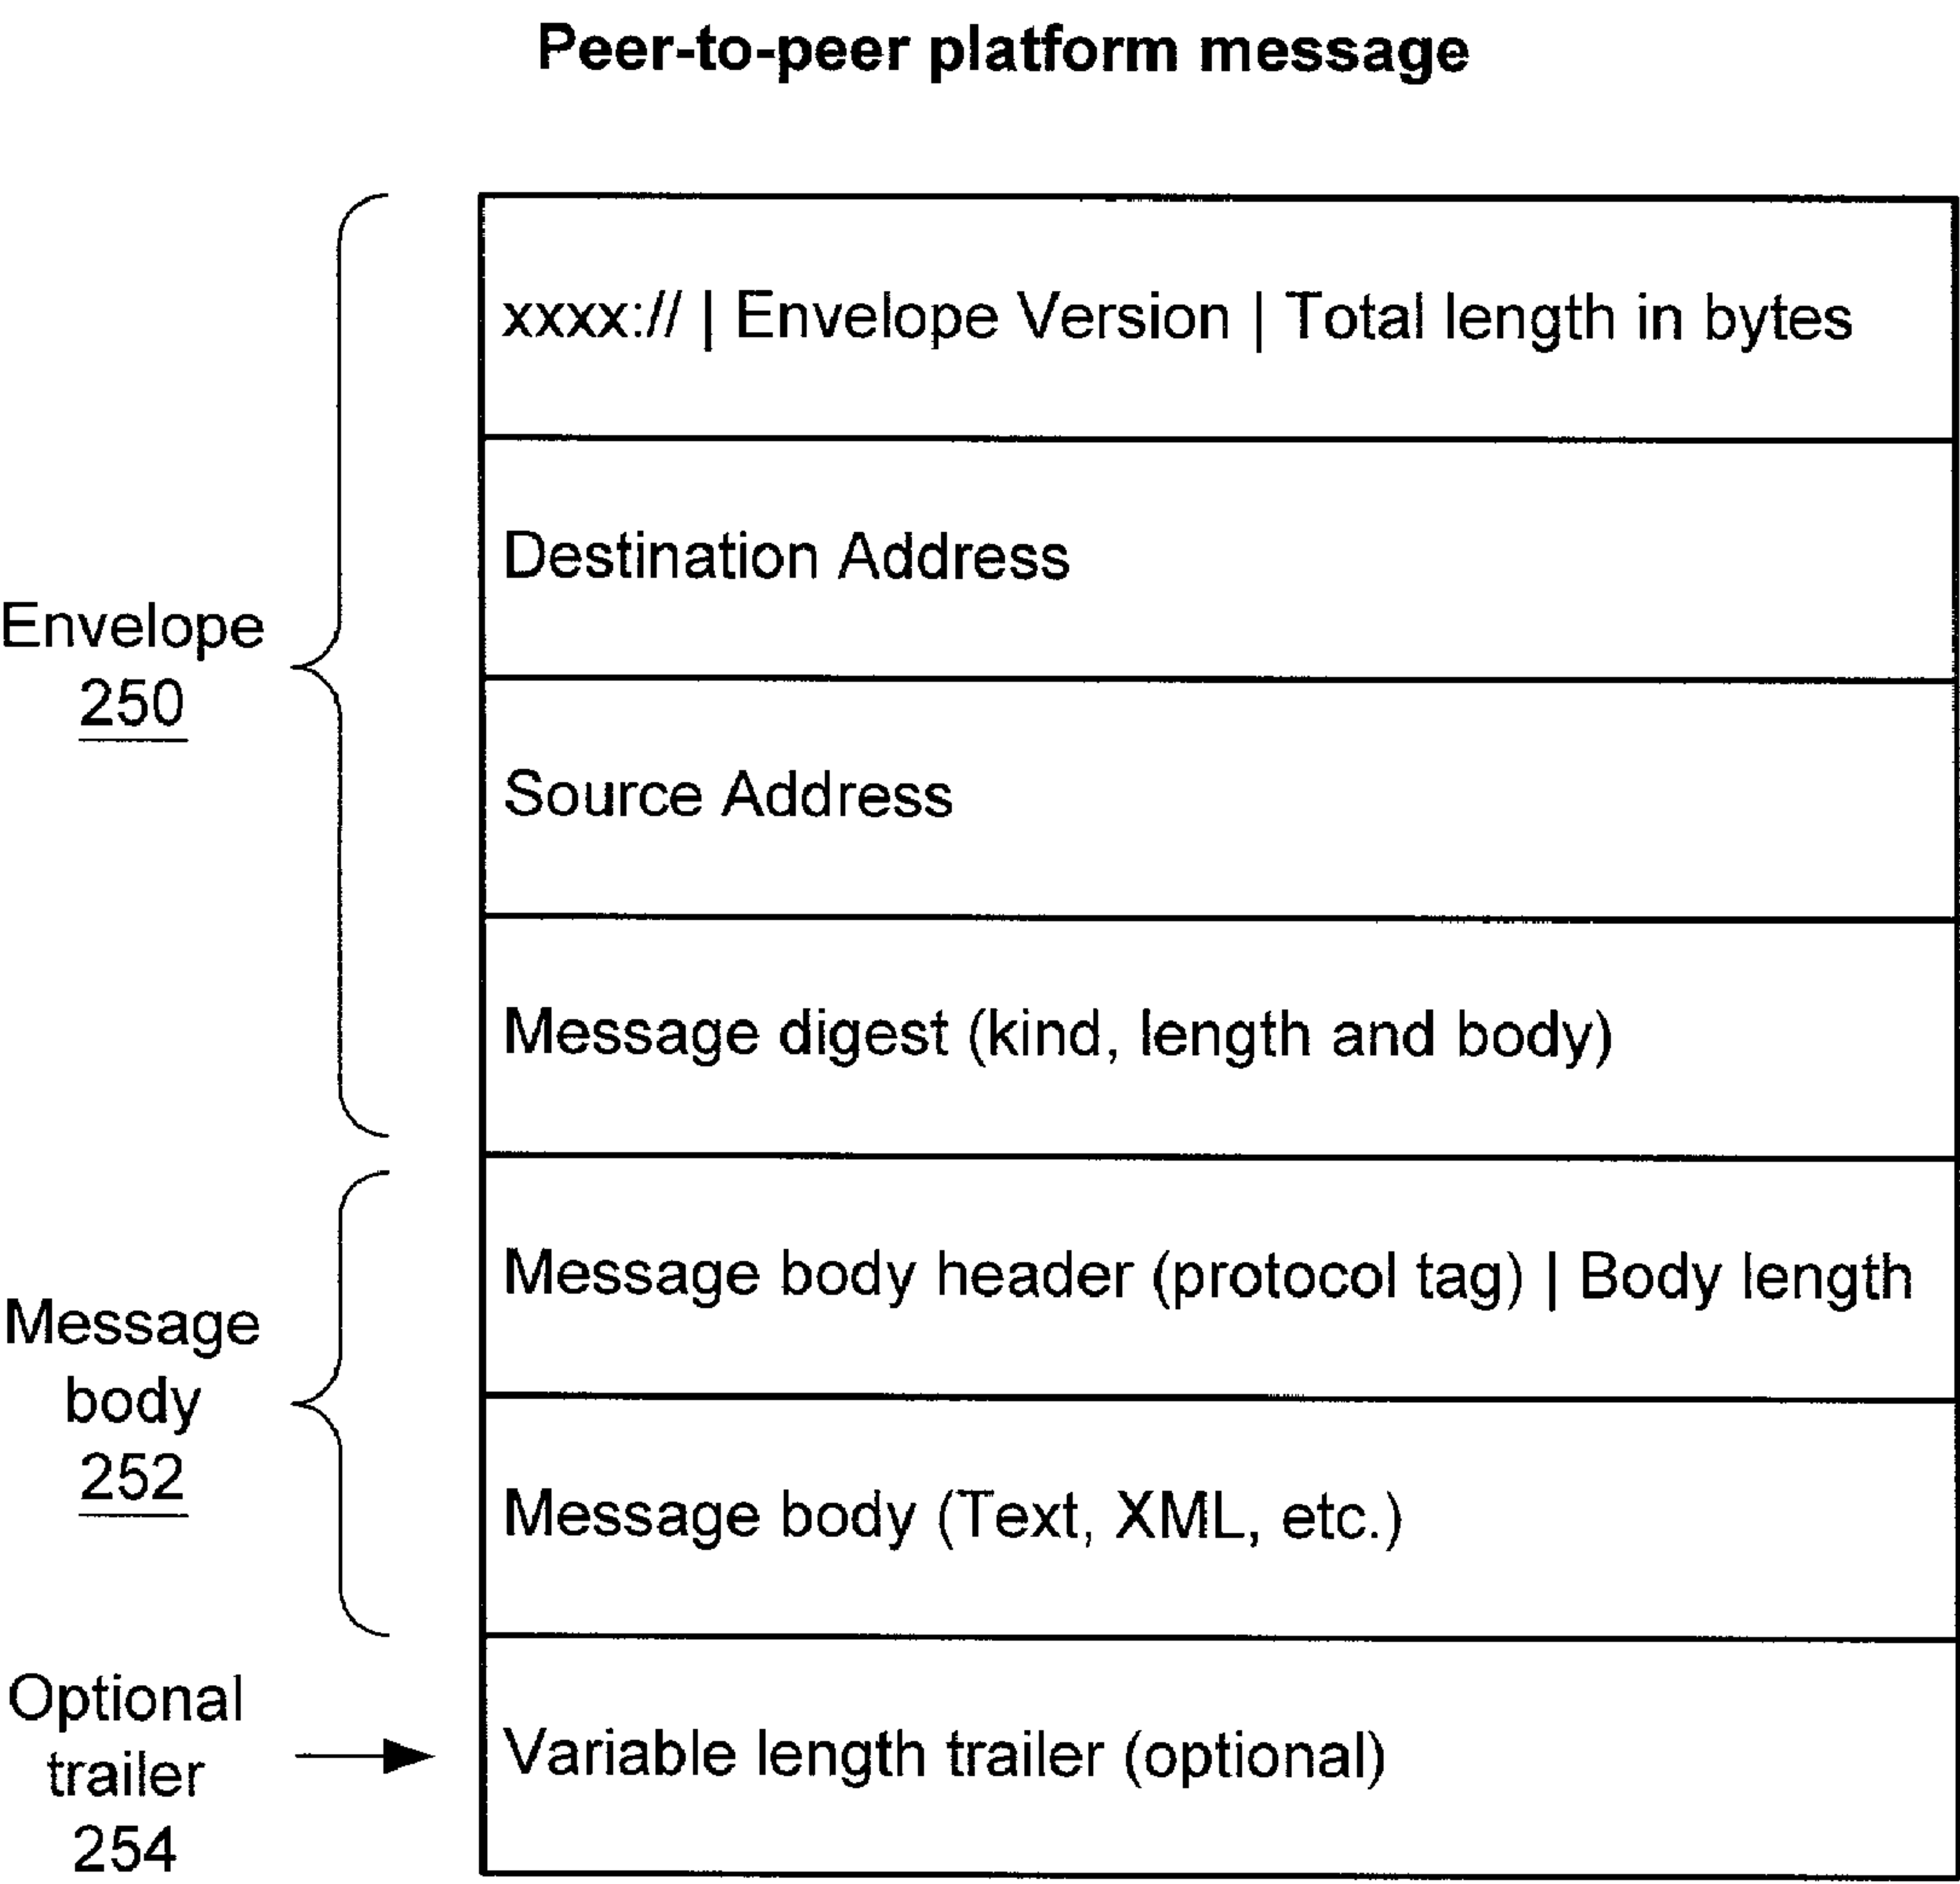 Peer-to-peer platform message
xxxx:// | Envelope Version | Total length in bytes
Destination Address
Envelope
250
Source Address
Message digest (kind, length and body)
Message body header (protocol tag) | Body length
Message
body
252
Message body (Text, XML, etc.)
Optional
trailer
254
Variable length trailer (optional)